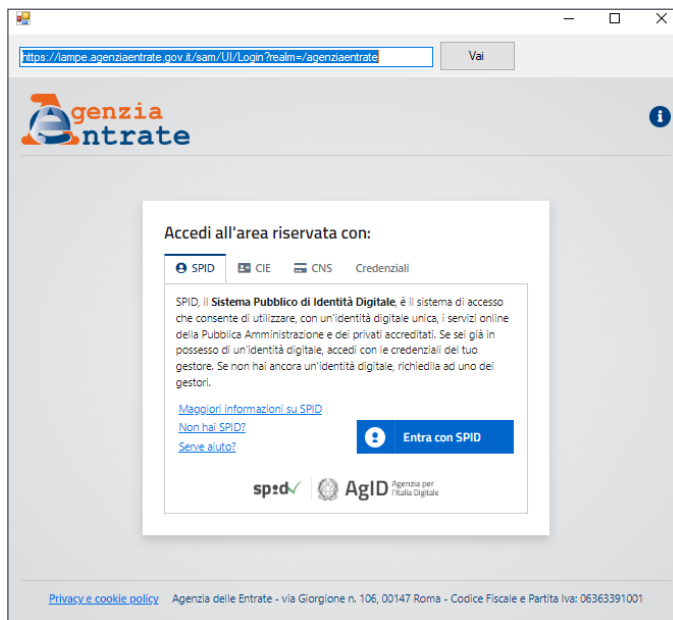 https://iampe.agenziaentrate.gov.it/sam/UI/Login?realm=/agenziaentrate
Vai
Agenzia
Entrate
Accedi all'area riservata con:
SPID CIE CNS Credenziali
SPID, il Sistema Pubblico di Identità Digitale, è il sistema di accesso
che consente di utilizzare, con un'identità digitale unica, i servizi online
della Pubblica Amministrazione e dei privati accreditati. Se sei già in
possesso di un'identità digitale, accedi con le credenziali del tuo
gestore. Se non hai ancora un'identità digitale, richiedila ad uno dei
gestori.
Maggiori informazioni su SPID
Non hai SPID?
Entra con SPID
Serve aiuto?
spid AgID Agenzia per
l'Italia Digitale
Privacy e cookie policy Agenzia delle Entrate - via Giorgione n. 106, 00147 Roma - Codice Fiscale e Partita Iva: 06363391001